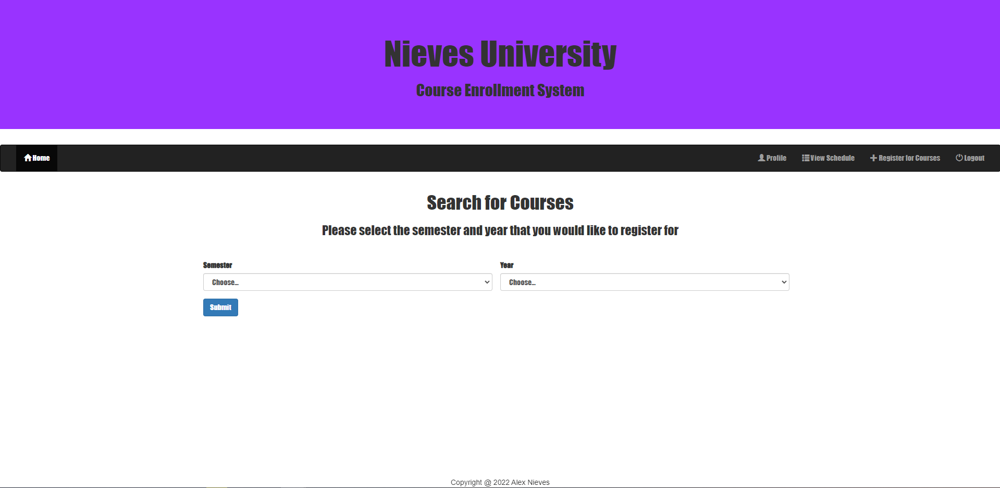 Nieves University
Course Enrollment System
Home Profile View Schedule Register for Courses Logout
Search for Courses
Please select the semester and year that you would like to register for
Semester Year
Choose... Choose...
Submit
Copyright @ 2022 Alex Nieves